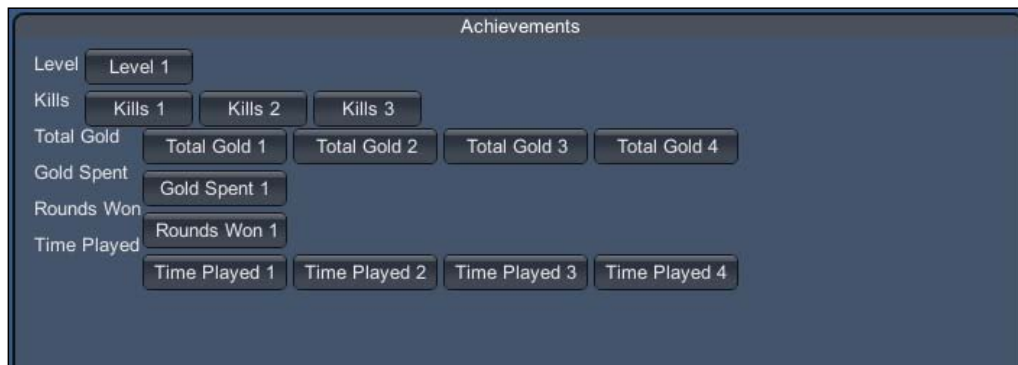 Achievements
Level Level 1
Kills Kills 1 Kills 2 Kills 3
Total Gold Total Gold 1 Total Gold 2 Total Gold 3 Total Gold 4
Gold Spent Gold Spent 1
Rounds Won Rounds Won 1
Time Played Time Played 1 Time Played 2 Time Played 3 Time Played 4